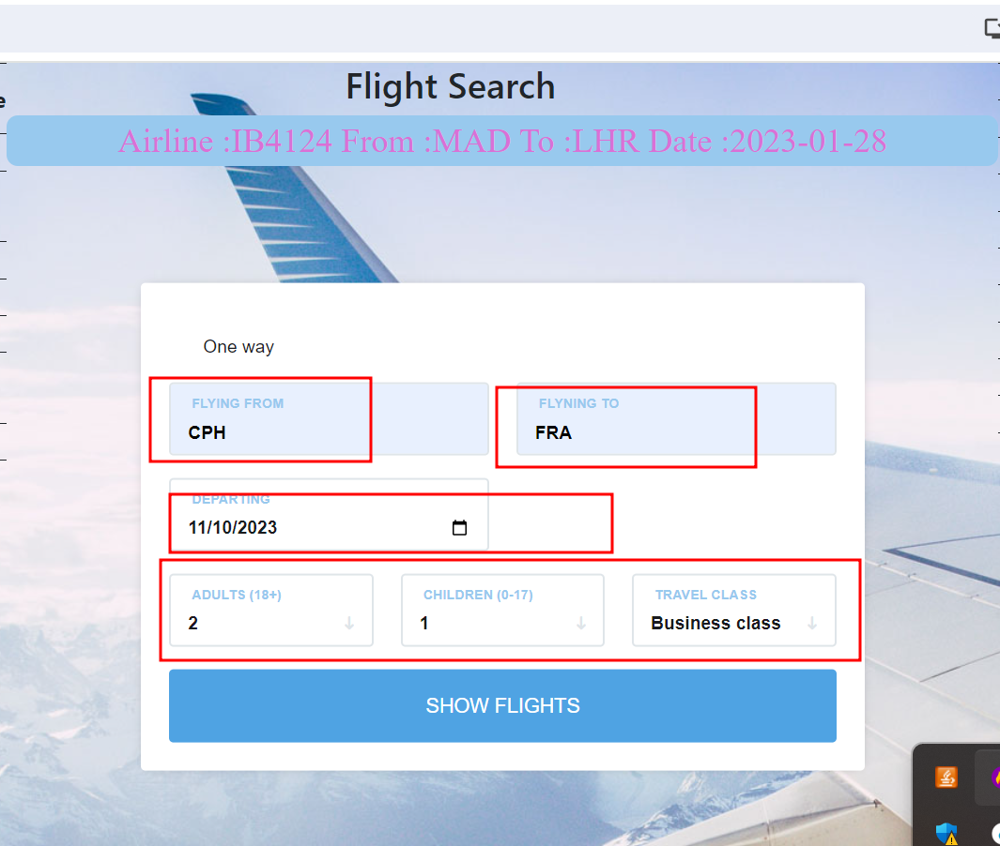 e
Flight Search
Airline :IB4124 From :MAD To :LHR Date :2023-01-28
One way
FLYING FROM
CPH
FLYNING TO
FRA
DEPARTING
11/10/2023
ADULTS (18+)
2
CHILDREN (0-17)
1
TRAVEL CLASS
Business class
SHOW FLIGHTS